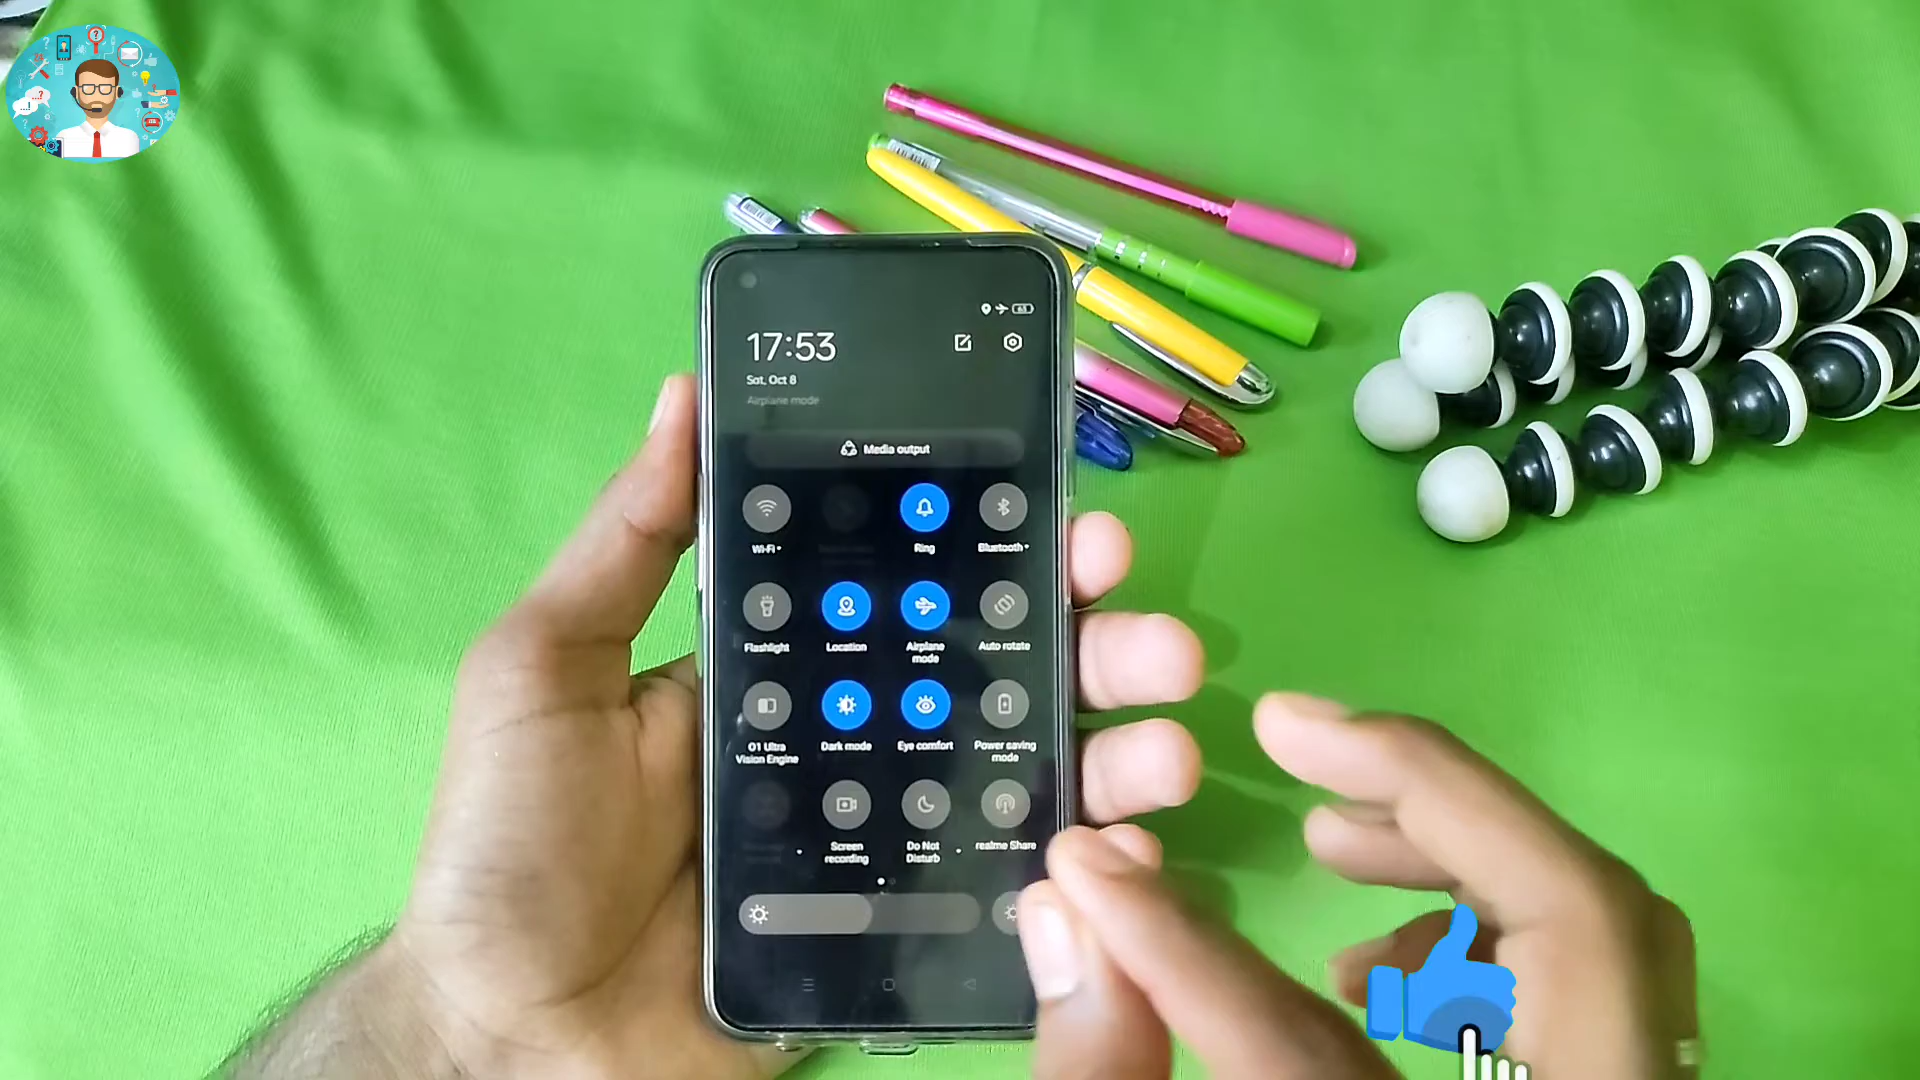 65
17:53
Sat, Oct 8
Airplane mode
Media output
Wi-Fi
Ring
Bluetooth
Flashlight
Location
Airplane mode
Auto rotate
O1 Ultra Vision Engine
Dark mode
Eye comfort
Power saving mode
Screen recording
Do Not Disturb
realme Share